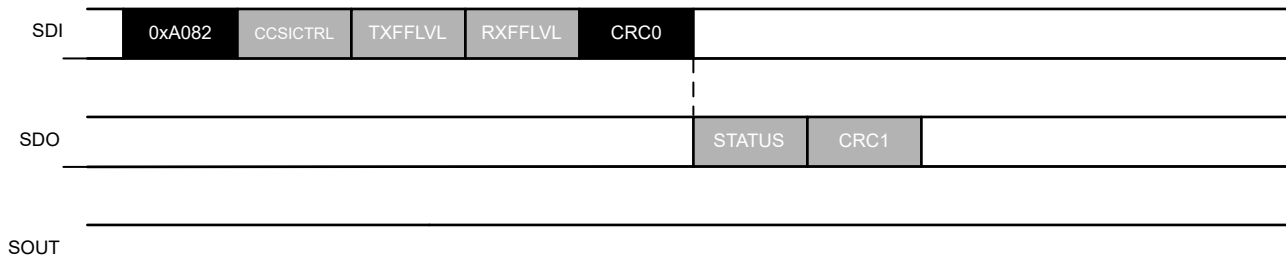 SDI 0xA082 CCSICTRL TXFFLVL RXFFLVL CRC0
SDO STATUS CRC1
SOUT